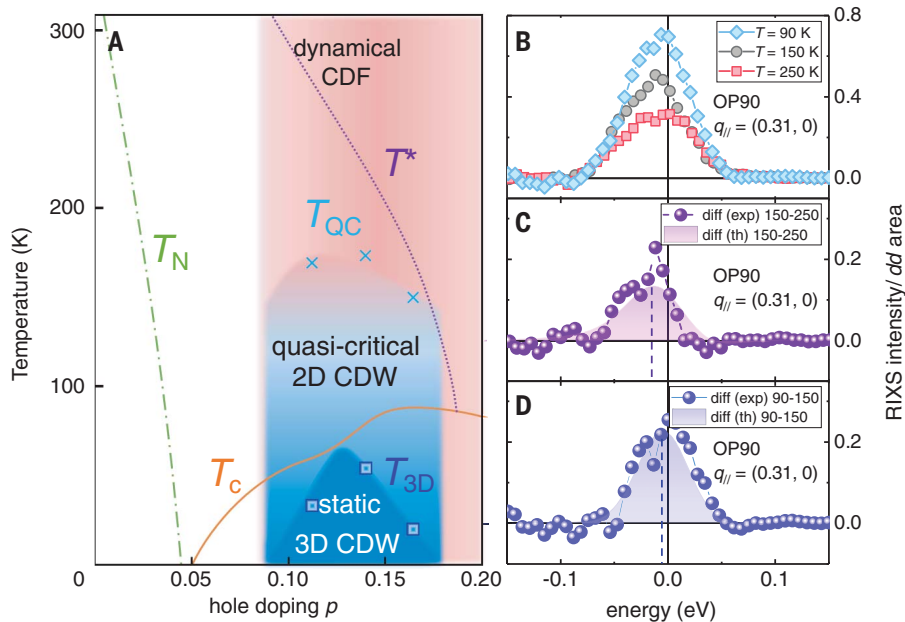 A
dynamical
CDF
T*
T_QC
T_N
quasi-critical
2D CDW
T_c
T_3D
static
3D CDW
Temperature (K)
300
200
100
0
0
0.05
0.10
0.15
0.20
hole doping p
B
T = 90 K
T = 150 K
T = 250 K
OP90
q// = (0.31, 0)
0.8
0.4
0.0
C
diff (exp) 150-250
diff (th) 150-250
OP90
q// = (0.31, 0)
0.2
0.0
D
diff (exp) 90-150
diff (th) 90-150
OP90
q// = (0.31, 0)
0.2
0.0
-0.1
0.0
0.1
energy (eV)
RIXS intensity/ dd area